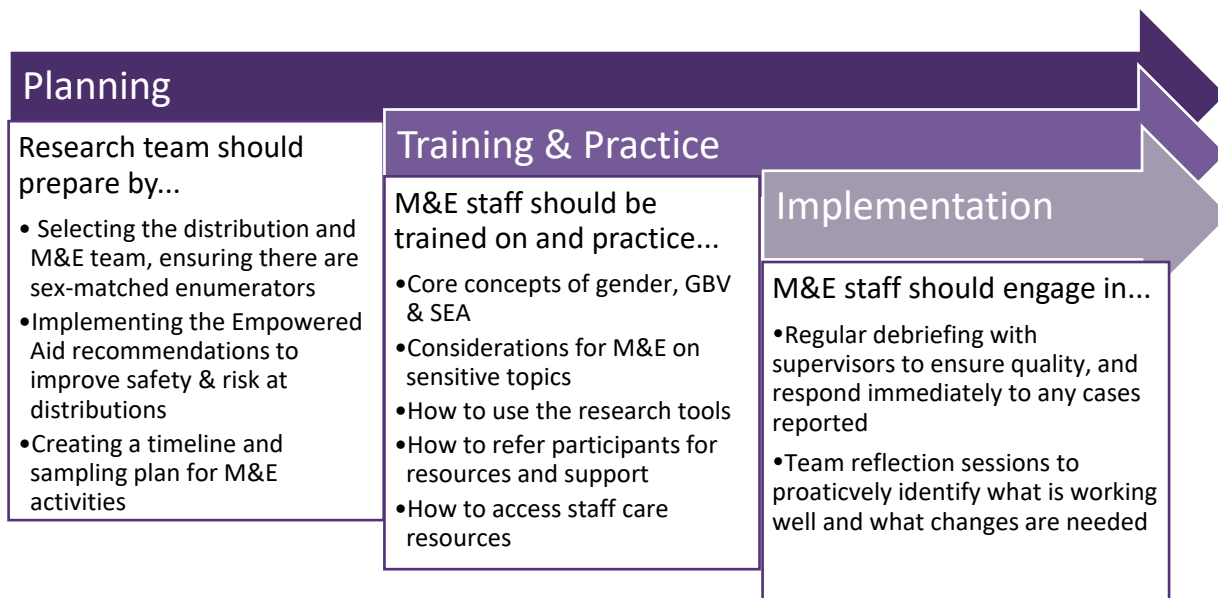 Planning
Research team should
prepare by...
• Selecting the distribution and
M&E team, ensuring there are
sex-matched enumerators
•Implementing the Empowered
Aid recommendations to
improve safety & risk at
distributions
•Creating a timeline and
sampling plan for M&E
activities
Training & Practice
M&E staff should be
trained on and practice...
•Core concepts of gender, GBV
& SEA
•Considerations for M&E on
sensitive topics
•How to use the research tools
•How to refer participants for
resources and support
•How to access staff care
resources
Implementation
M&E staff should engage in...
•Regular debriefing with
supervisors to ensure quality, and
respond immediately to any cases
reported
•Team reflection sessions to
proaticvely identify what is working
well and what changes are needed